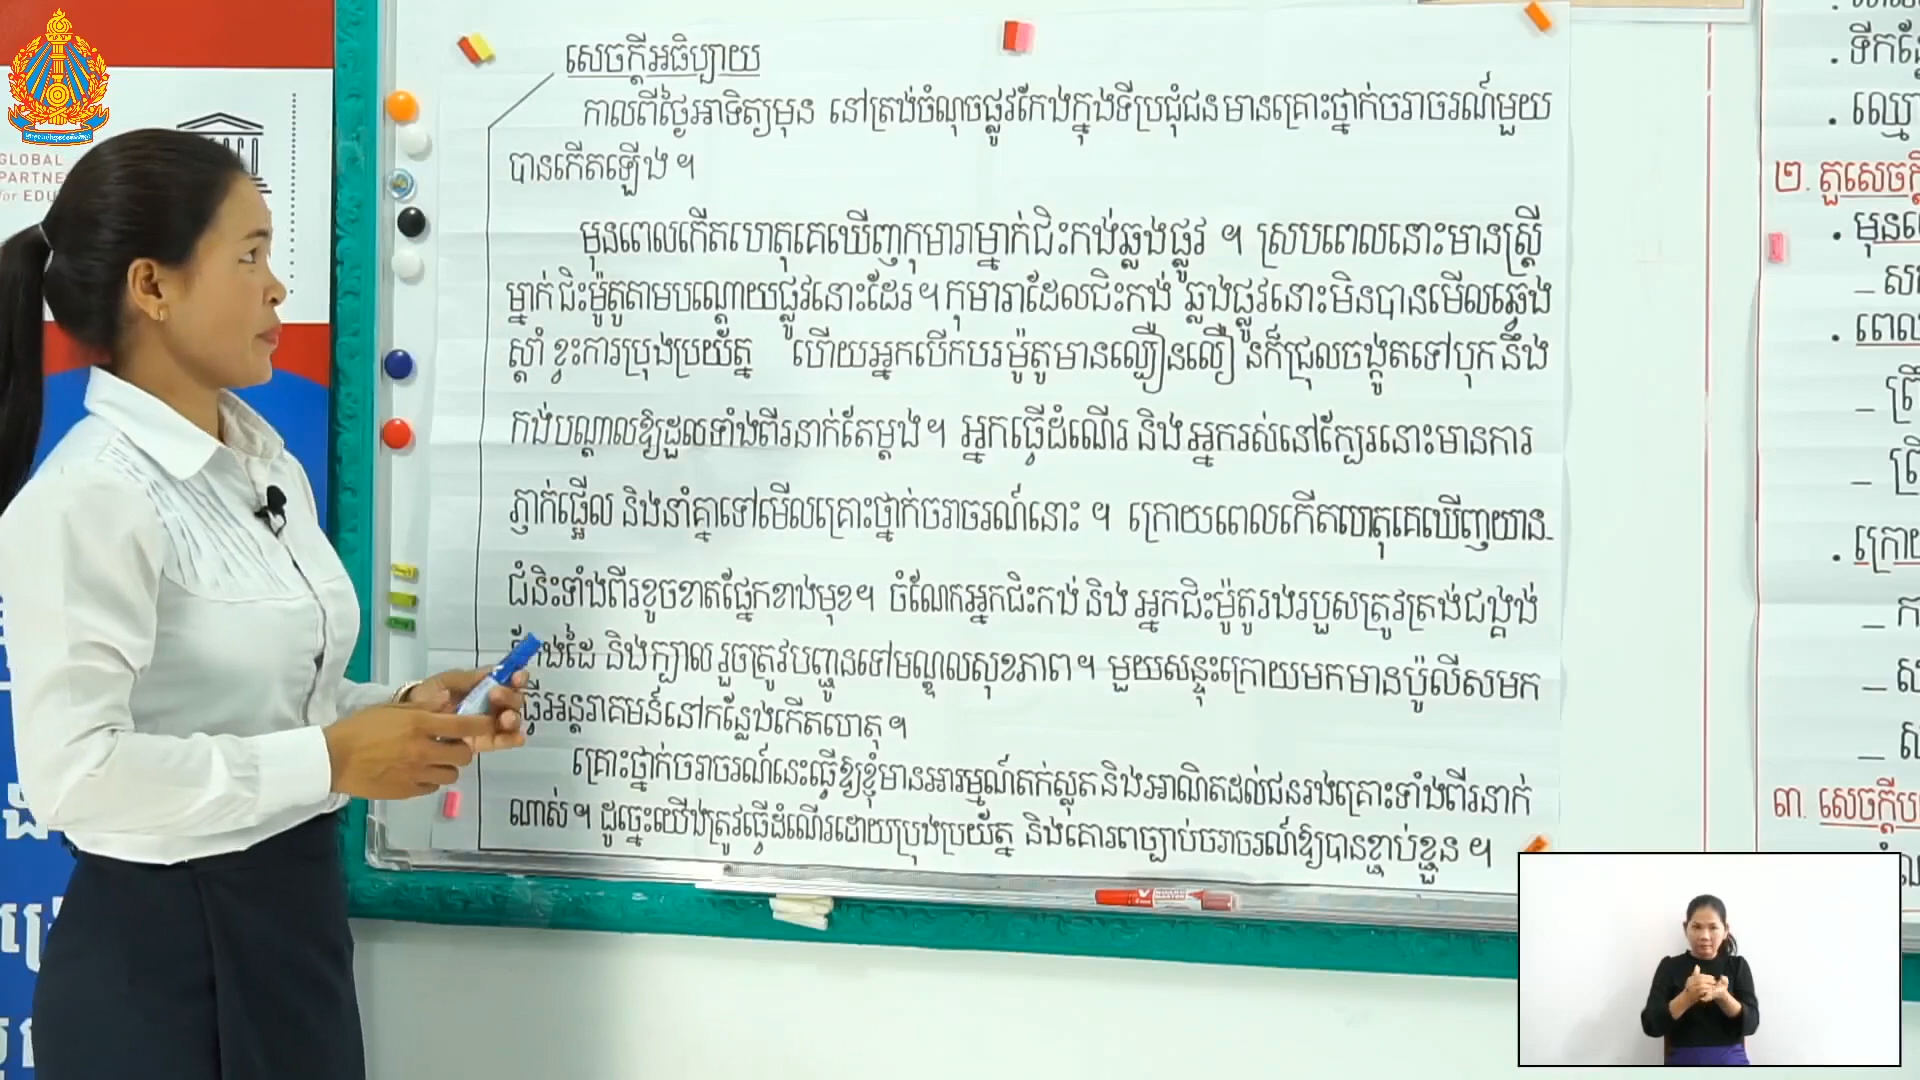 GLOBAL
PARTNE
for EDU
សេចក្ដីអធិប្បាយ
កាលពីថ្ងៃអាទិត្យមុន នៅត្រង់ចំណុចផ្លូវកែងក្នុងទីប្រជុំជន មានគ្រោះថ្នាក់ចរាចរណ៍មួយ
បានកើតឡើង ។
មុនពេលកើតហេតុគេឃើញកុមារាម្នាក់ជិះកង់ឆ្លងផ្លូវ ។ ស្របពេលនោះមានស្ត្រី
ម្នាក់ ជិះម៉ូតូតាមបណ្ដោយផ្លូវនោះដែរ។ កុមារាដែលជិះកង់ ឆ្លងផ្លូវនោះមិនបានមើលឆ្វេង
ស្ដាំ ខ្វះការប្រុងប្រយ័ត្ន ហើយអ្នកបើកបរម៉ូតូមានល្បឿនលឿនក៏ជ្រុលចង្កូតទៅបុកនឹង
កង់បណ្ដាលឱ្យដួលទាំងពីរនាក់តែម្ដង។ អ្នកធ្វើដំណើរ និង អ្នករស់នៅក្បែរនោះមានការ
ភ្ញាក់ផ្អើល និងនាំគ្នាទៅមើលគ្រោះថ្នាក់ចរាចរណ៍នោះ ។ ក្រោយពេលកើតហេតុគេឃើញយាន-
ជំនិះទាំងពីរខូចខាតផ្នែកខាងមុខ។ ចំណែកអ្នកជិះកង់ និង អ្នកជិះម៉ូតូរងរបួសត្រូវត្រង់ជង្គង់
កែងដៃ និងក្បាល រួចត្រូវបញ្ជូនទៅមណ្ឌលសុខភាព។ មួយសន្ទុះក្រោយមកមានប៉ូលីសមក
ធ្វើអន្តរាគមន៍នៅកន្លែងកើតហេតុ។
គ្រោះថ្នាក់ចរាចរណ៍នេះធ្វើឱ្យខ្ញុំមានអារម្មណ៍តក់ស្លុត និងអាណិតដល់ជនរងគ្រោះទាំងពីរនាក់
ណាស់។ ដូច្នេះយើងត្រូវធ្វើដំណើរដោយប្រុងប្រយ័ត្ន និងគោរពច្បាប់ចរាចរណ៍ឱ្យបានខ្ជាប់ខ្ជួន ។
២. តួសេចក្ដី
៣. សេចក្ដី